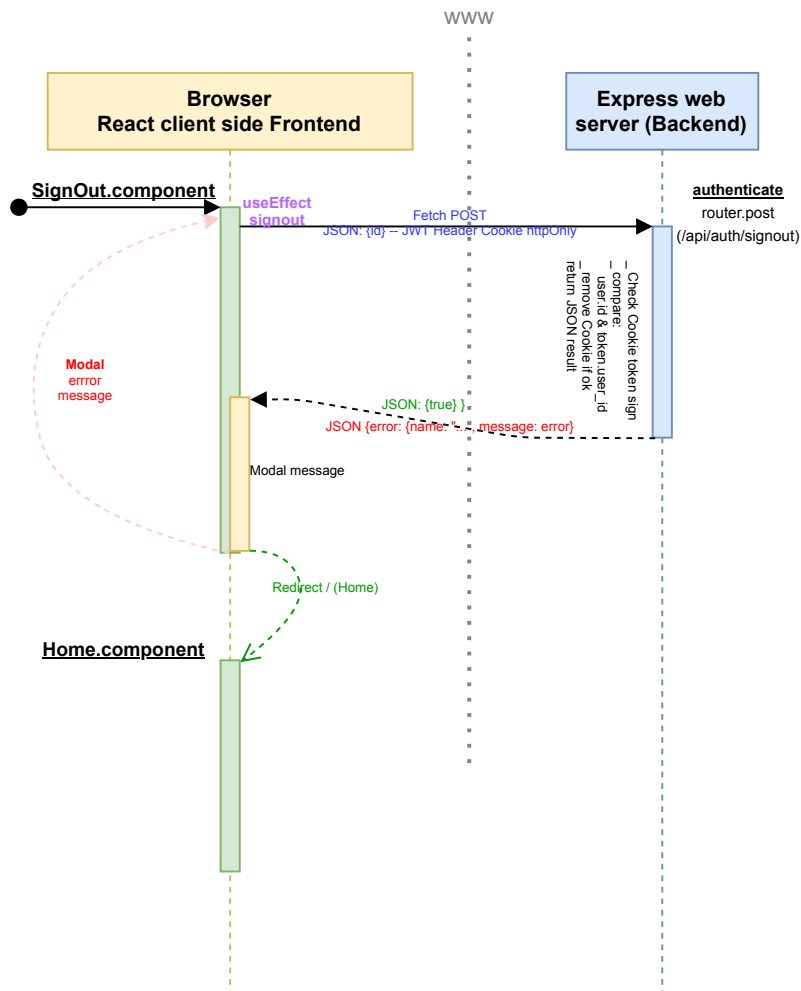 www
Browser
React client side Frontend
Express web
server (Backend)
SignOut.component
useEffect
signout
Fetch POST
JSON: {id} -- JWT Header Cookie httpOnly
authenticate
router.post
(/api/auth/signout)
_ Check Cookie token sign
_ compare:
user.id & token.user_id
_ remove Cookie if ok
return JSON result
Modal
errror
message
JSON: {true} }
JSON {error: {name: "... , message: error}
Modal message
Redirect / (Home)
Home.component